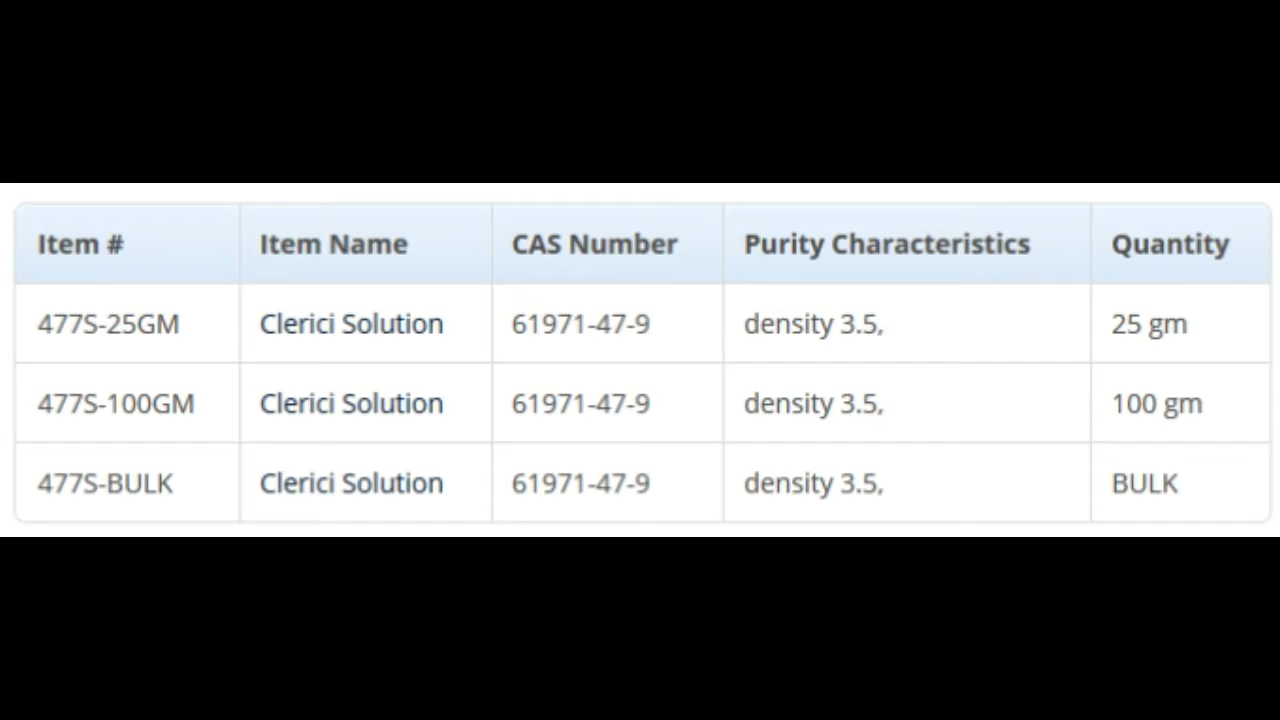 Item # Item Name CAS Number Purity Characteristics Quantity
477S-25GM Clerici Solution 61971-47-9 density 3.5, 25 gm
477S-100GM Clerici Solution 61971-47-9 density 3.5, 100 gm
477S-BULK Clerici Solution 61971-47-9 density 3.5, BULK